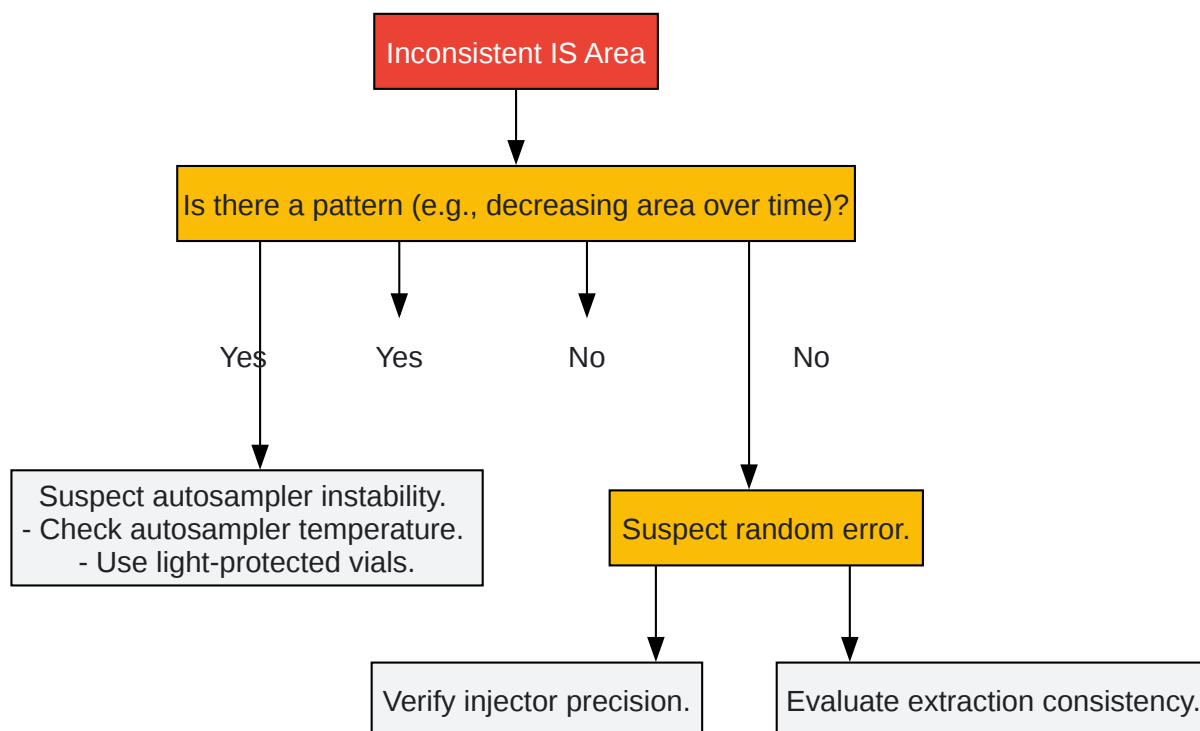 Inconsistent IS Area
Is there a pattern (e.g., decreasing area over time)?
Yes
Yes
No
No
Suspect autosampler instability.
- Check autosampler temperature.
- Use light-protected vials.
Suspect random error.
Verify injector precision.
Evaluate extraction consistency.